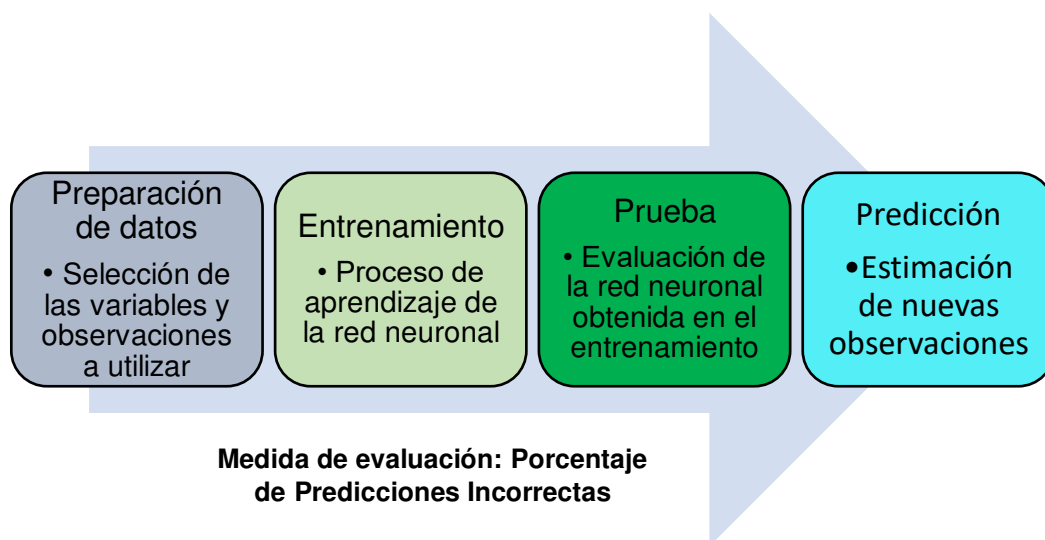 Preparación
de datos
• Selección de
las variables y
observaciones
a utilizar
Entrenamiento
• Proceso de
aprendizaje de
la red neuronal
Prueba
• Evaluación de
la red neuronal
obtenida en el
entrenamiento
Predicción
•Estimación
de nuevas
observaciones
Medida de evaluación: Porcentaje
de Predicciones Incorrectas